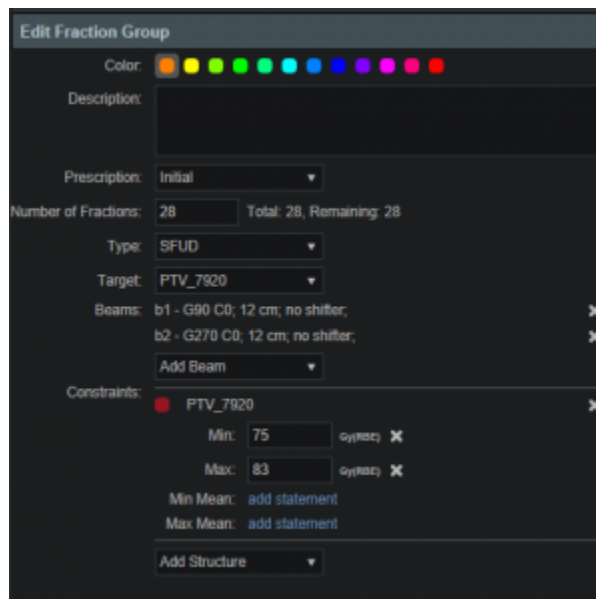 Edit Fraction Group
Color:
Description:
Prescription: Initial
Number of Fractions: 28 Total: 28, Remaining: 28
Type: SFUD
Target: PTV_7920
Beams: b1 - G90 C0; 12 cm; no shifter;
b2 - G270 C0; 12 cm; no shifter;
Add Beam
Constraints:
PTV_7920
Min: 75 Gy(RBE)
Max: 83 Gy(RBE)
Min Mean: add statement
Max Mean: add statement
Add Structure